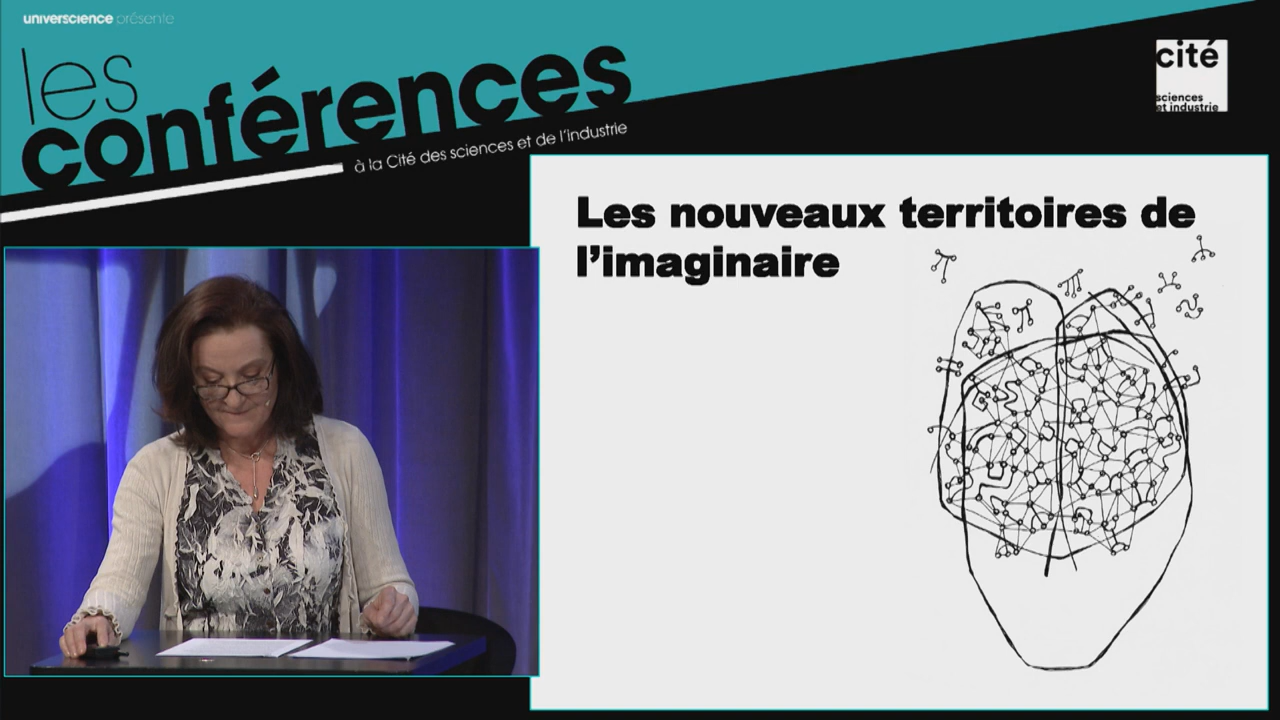 universcience présente
les
conférences
à la Cité des sciences et de l'industrie
cité
sciences
et industrie
Les nouveaux territoires de
l'imaginaire